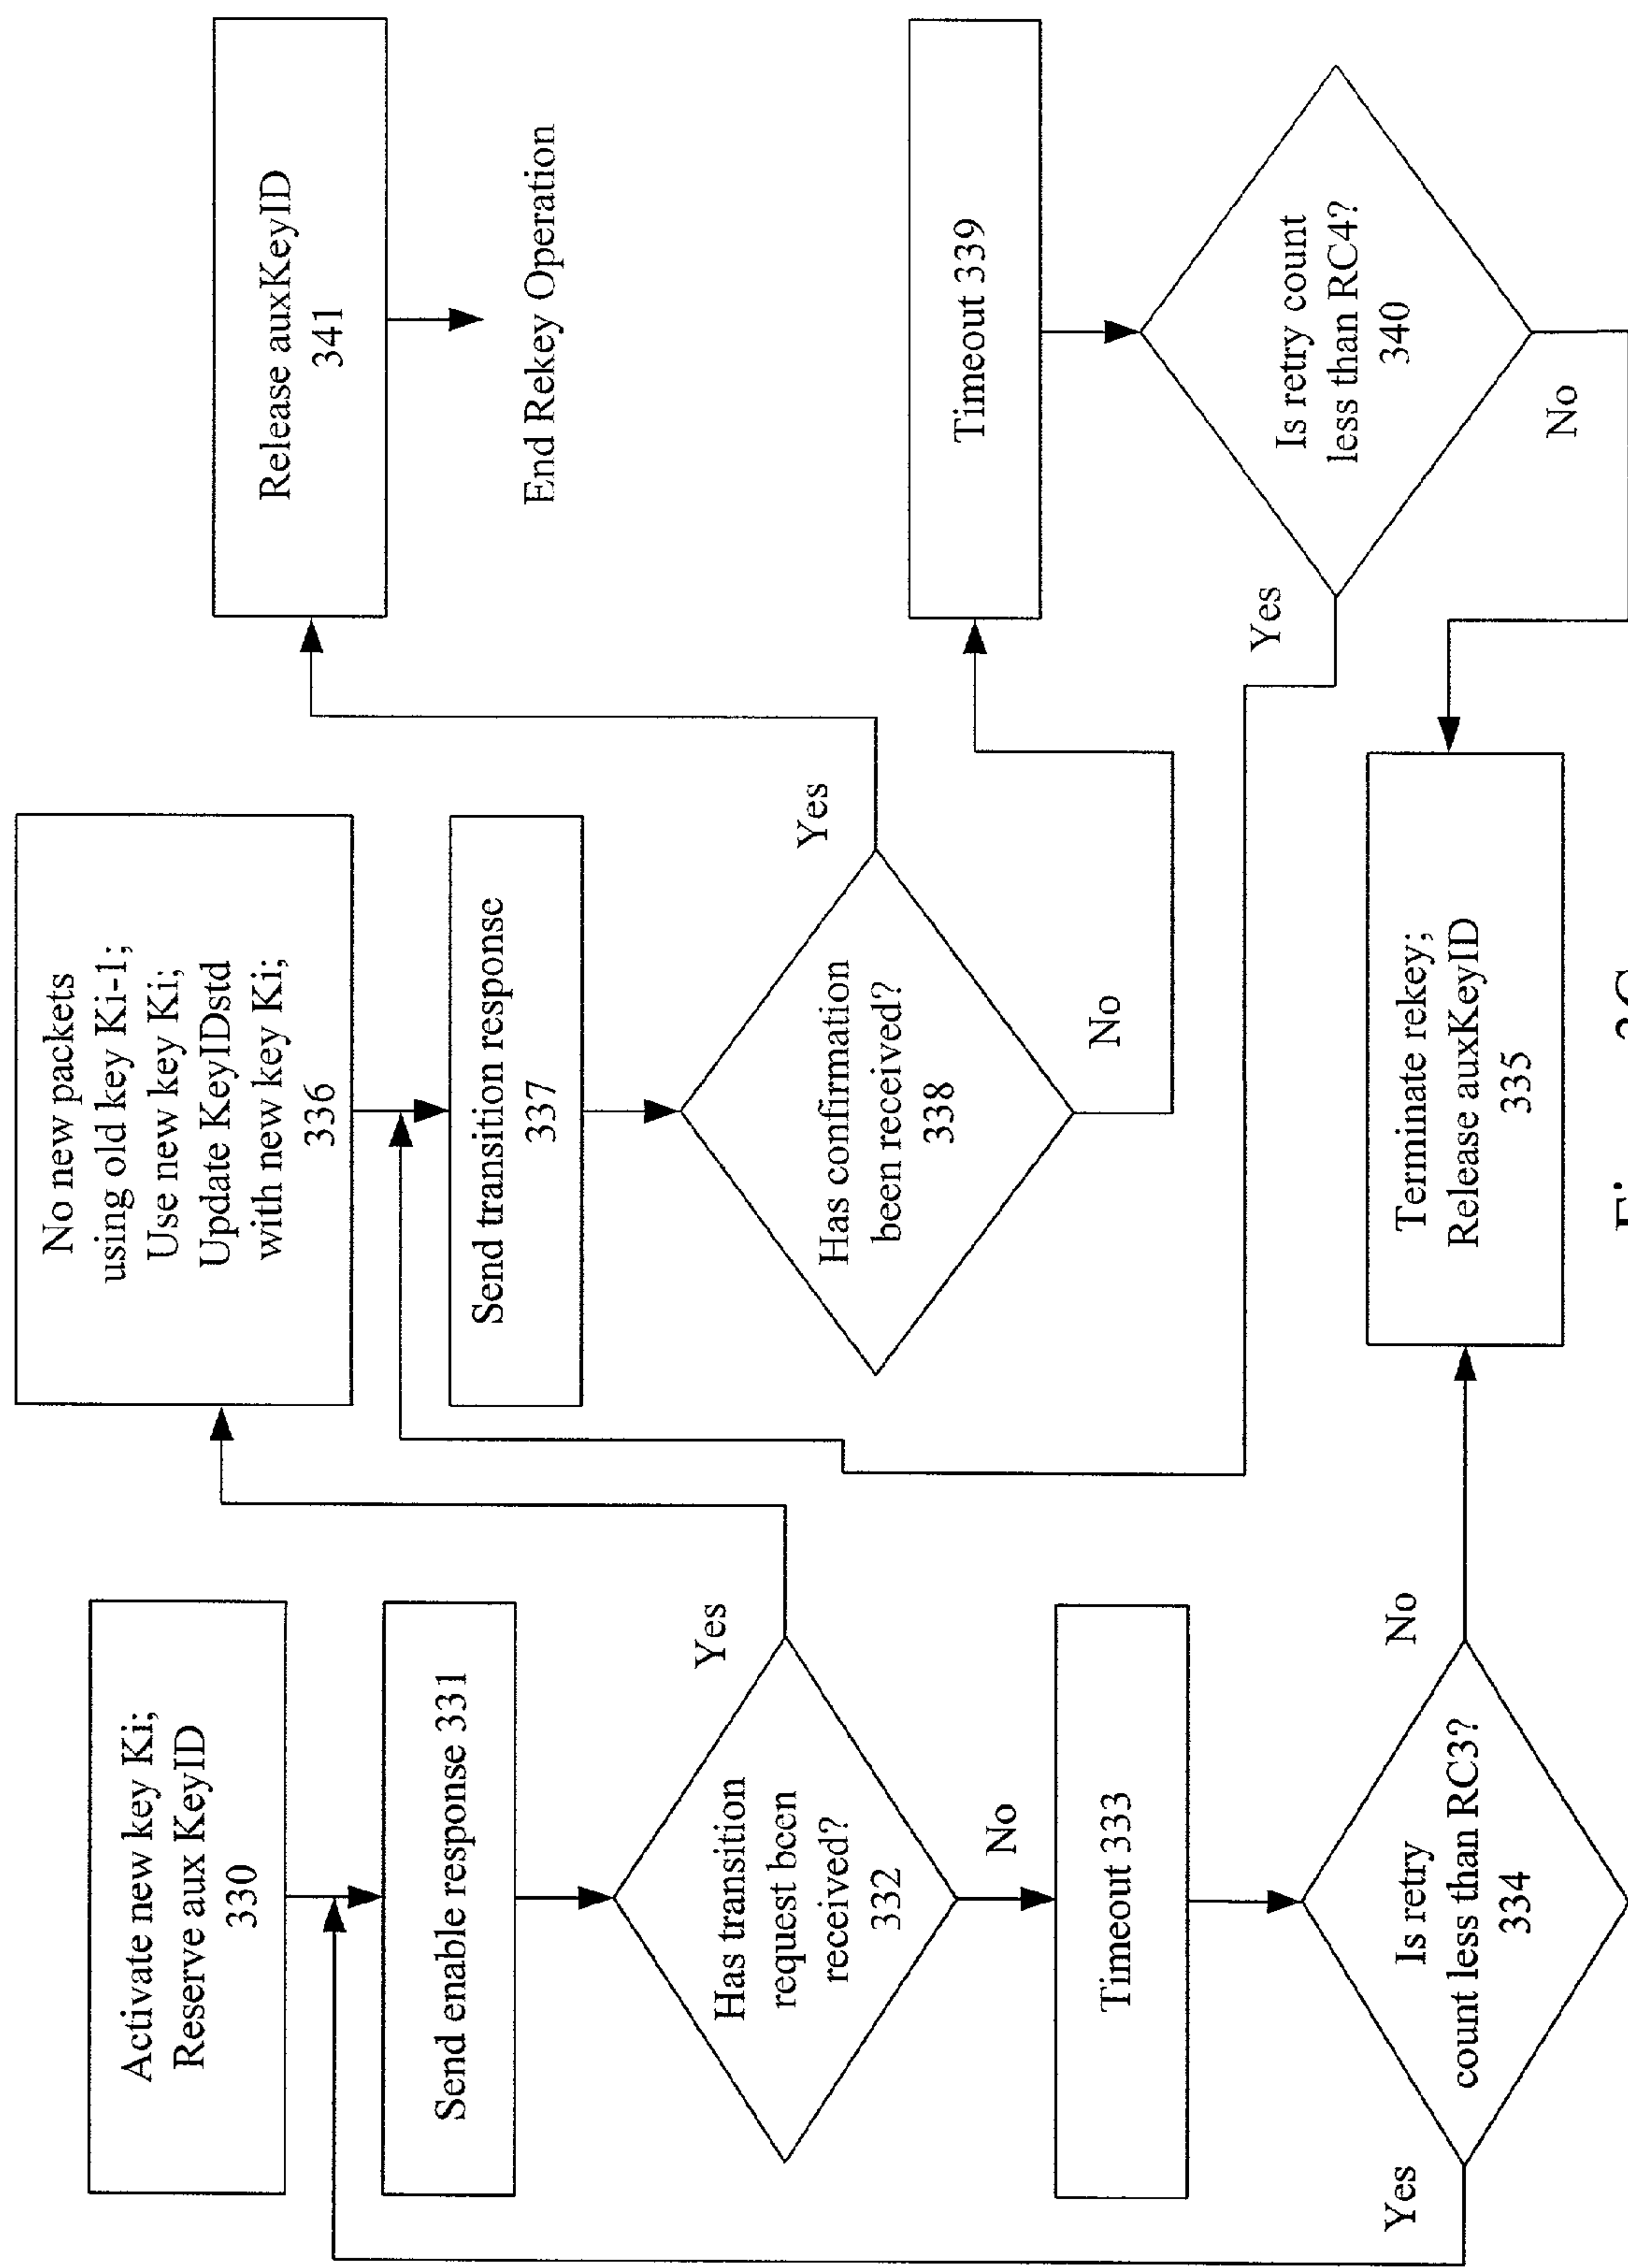 Activate new key Ki;
Reserve aux KeyID
330
Send enable response 331
Has transition
request been
received?
332
Yes
No
Timeout 333
Is retry
count less than RC3?
334
Yes
No
No new packets
using old key Ki-1;
Use new key Ki;
Update KeyIDstd
with new key Ki;
336
Send transition response
337
Has confirmation
been received?
338
Yes
No
Terminate rekey;
Release auxKeyID
335
Release auxKeyID
341
End Rekey Operation
Timeout 339
Is retry count
less than RC4?
340
Yes
No